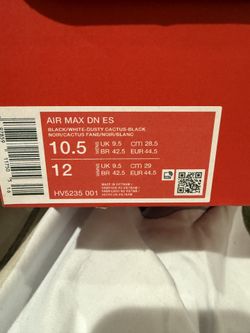 AIR MAX DN ES
BLACK/WHITE-DUSTY CACTUS-BLACK
NOIR/CACTUS FANE/NOIR/BLANC
10.5 UK 9.5 CM 28.5
BR 42.5 EUR 44.5
12 UK 9.5 CM 29
BR 42.5 EUR 44.5
HV5235 001